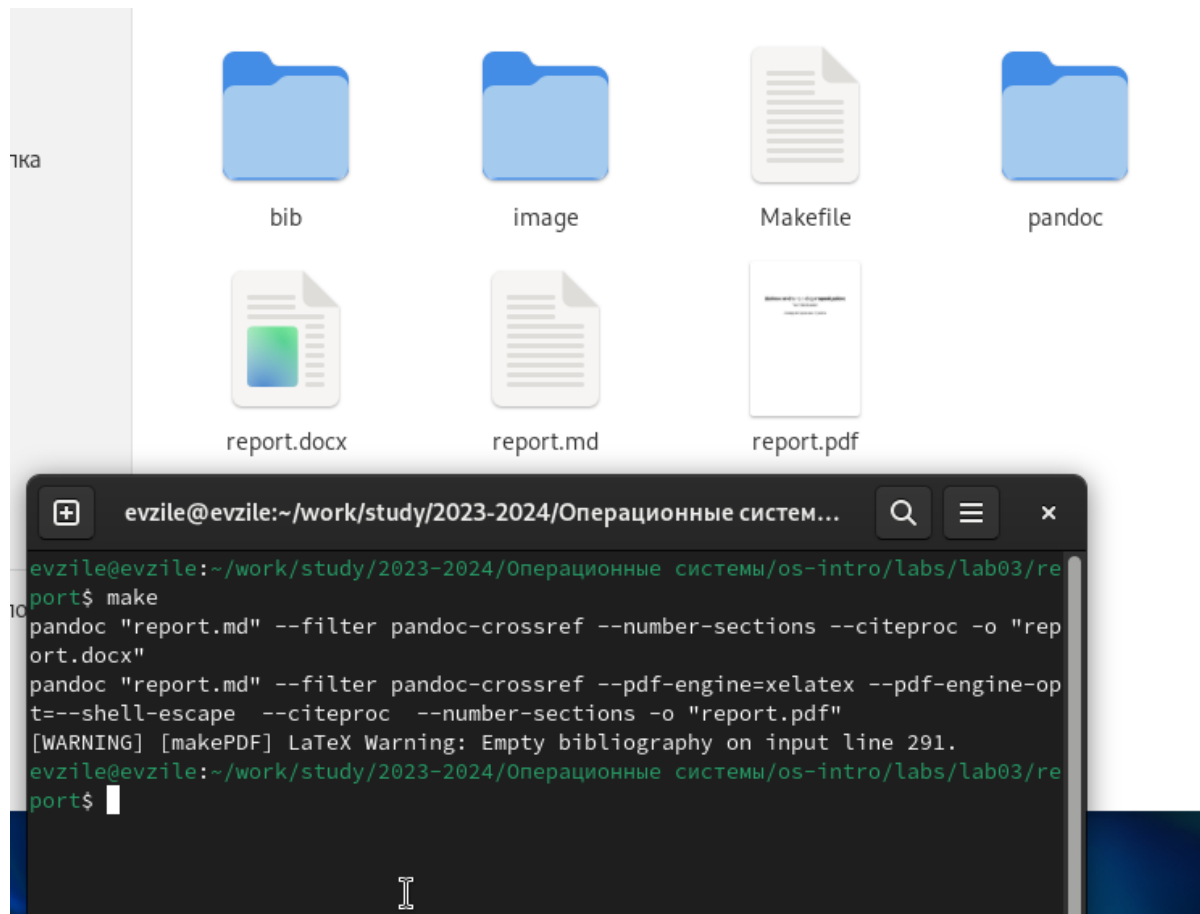 лка
bib
image
Makefile
pandoc
report.docx
report.md
report.pdf
evzile@evzile:~/work/study/2023-2024/Операционные систем...
evzile@evzile:~/work/study/2023-2024/Операционные системы/os-intro/labs/lab03/re
port$ make
pandoc "report.md" --filter pandoc-crossref --number-sections --citeproc -o "rep
ort.docx"
pandoc "report.md" --filter pandoc-crossref --pdf-engine=xelatex --pdf-engine-op
t=--shell-escape  --citeproc  --number-sections -o "report.pdf"
[WARNING] [makePDF] LaTeX Warning: Empty bibliography on input line 291.
evzile@evzile:~/work/study/2023-2024/Операционные системы/os-intro/labs/lab03/re
port$